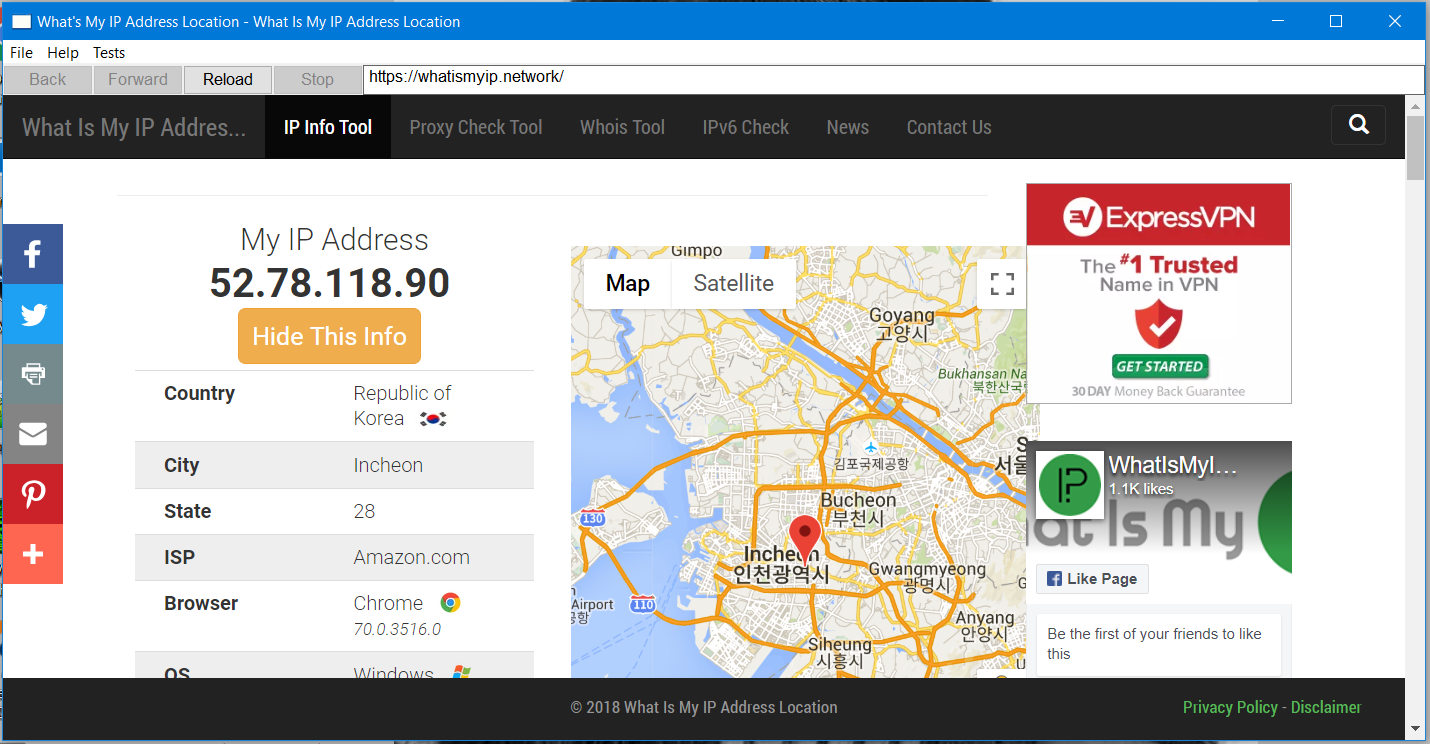 What's My IP Address Location - What Is My IP Address Location
File Help Tests
Back Forward Reload Stop https://whatismyip.network/
What Is My IP Addres... IP Info Tool Proxy Check Tool Whois Tool IPv6 Check News Contact Us
My IP Address
52.78.118.90
Hide This Info
Country Republic of
Korea
City Incheon
State 28
ISP Amazon.com
Browser Chrome
70.0.3516.0
OS Windows
Gimpo
Map Satellite
Goyang
고양시
Bukhansan Na
북한산국
김포국제공항
서울
Bucheon
부천시
130
Incheon
인천광역시
Gwangmyeong
광명시
Airport
공항
110
Anyang
안양시
Siheung
시흥시
ExpressVPN
The #1 Trusted
Name in VPN
GET STARTED
30 DAY Money Back Guarantee
IP
WhatIsMyI...
1.1K likes
at Is My
Like Page
Be the first of your friends to like
this
© 2018 What Is My IP Address Location
Privacy Policy - Disclaimer